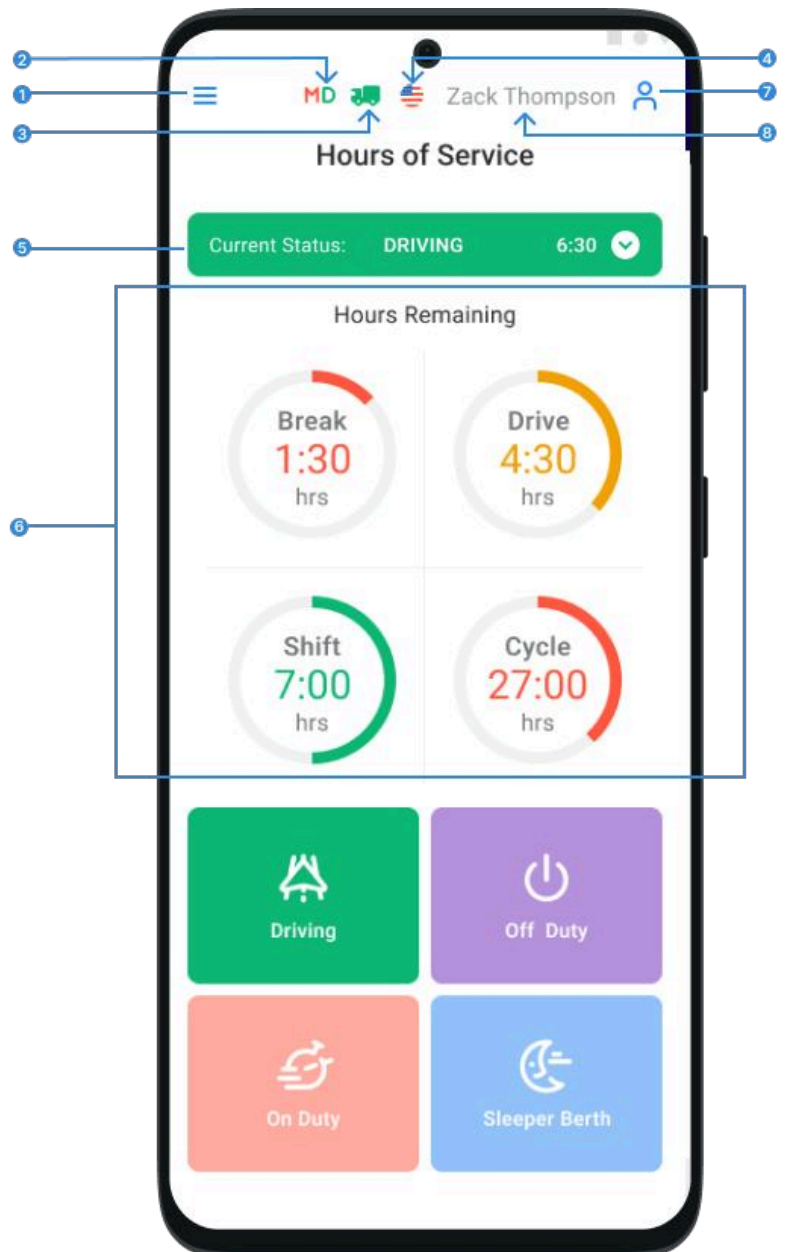 2
4
1
MD
Zack Thompson
7
3
8
Hours of Service
5
Current Status: DRIVING 6:30
Hours Remaining
Break
1:30
hrs
Drive
4:30
hrs
6
Shift
7:00
hrs
Cycle
27:00
hrs
Driving
Off Duty
On Duty
Sleeper Berth